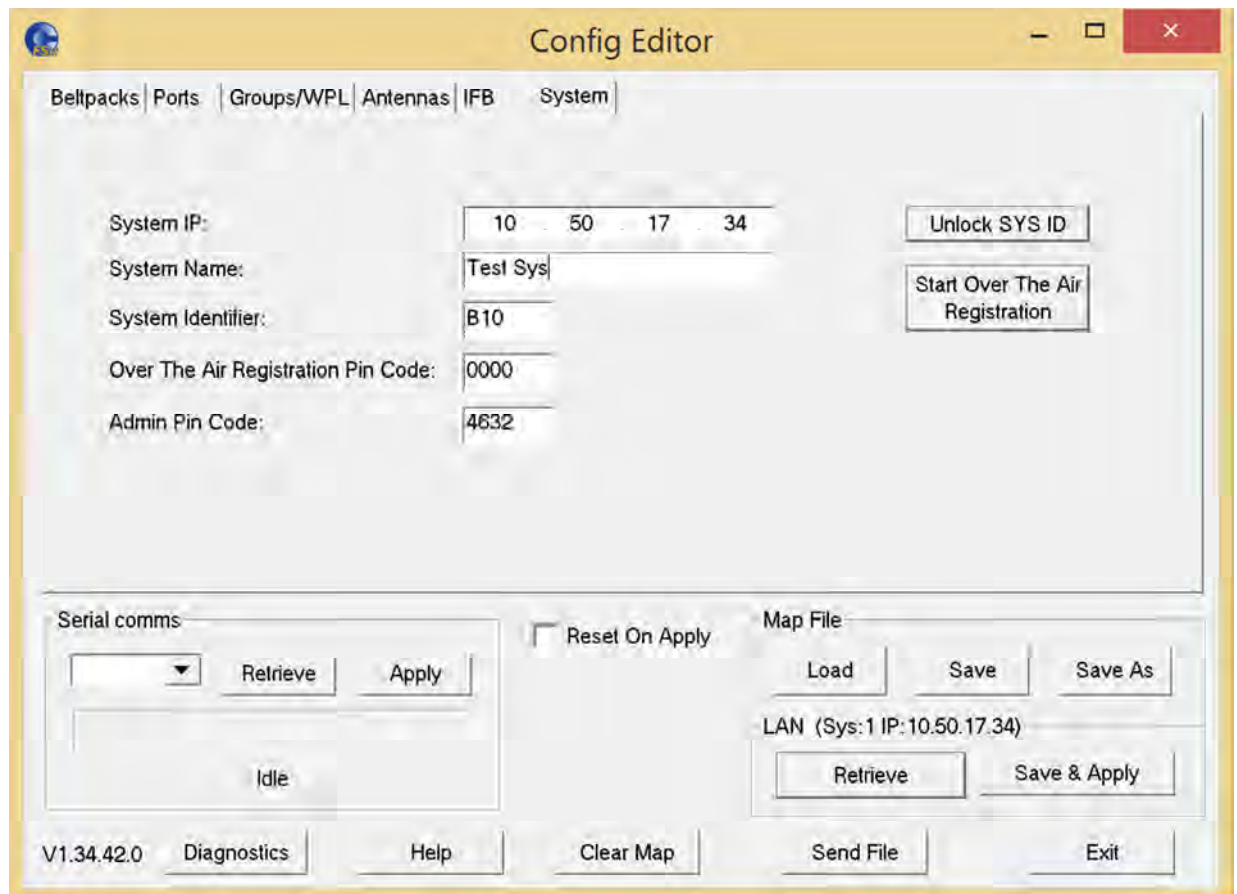 Config Editor
Beltpacks Ports Groups/WPL Antennas IFB System
System IP: 10 . 50 . 17 . 34 Unlock SYS ID
System Name: Test Sys
Start Over The Air
Registration
System Identifier: B10
Over The Air Registration Pin Code: 0000
Admin Pin Code: 4632
Serial comms
Retrieve Apply
Idle
Reset On Apply
Map File
Load Save Save As
LAN (Sys:1 IP:10.50.17.34)
Retrieve Save & Apply
V1.34.42.0 Diagnostics Help Clear Map Send File Exit